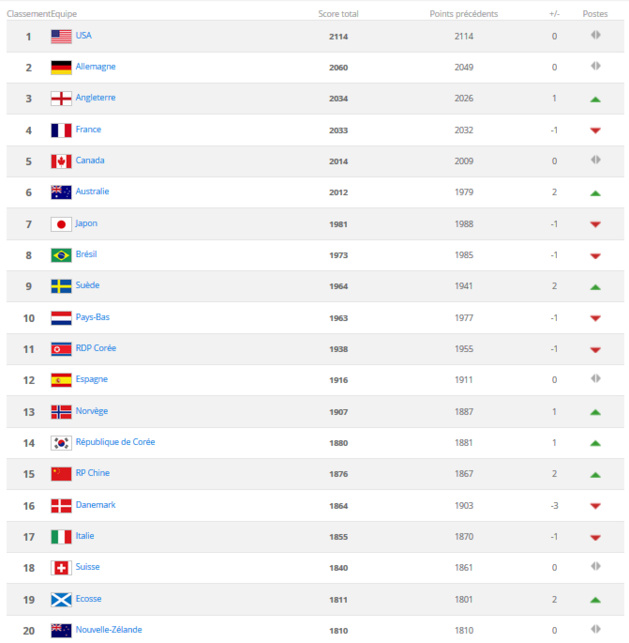 ClassementEquipe Score total Points précédents +/- Postes
1 USA 2114 2114 0
2 Allemagne 2060 2049 0
3 Angleterre 2034 2026 1
4 France 2033 2032 -1
5 Canada 2014 2009 0
6 Australie 2012 1979 2
7 Japon 1981 1988 -1
8 Brésil 1973 1985 -1
9 Suède 1964 1941 2
10 Pays-Bas 1963 1977 -1
11 RDP Corée 1938 1955 -1
12 Espagne 1916 1911 0
13 Norvège 1907 1887 1
14 République de Corée 1880 1881 1
15 RP Chine 1876 1867 2
16 Danemark 1864 1903 -3
17 Italie 1855 1870 -1
18 Suisse 1840 1861 0
19 Ecosse 1811 1801 2
20 Nouvelle-Zélande 1810 1810 0